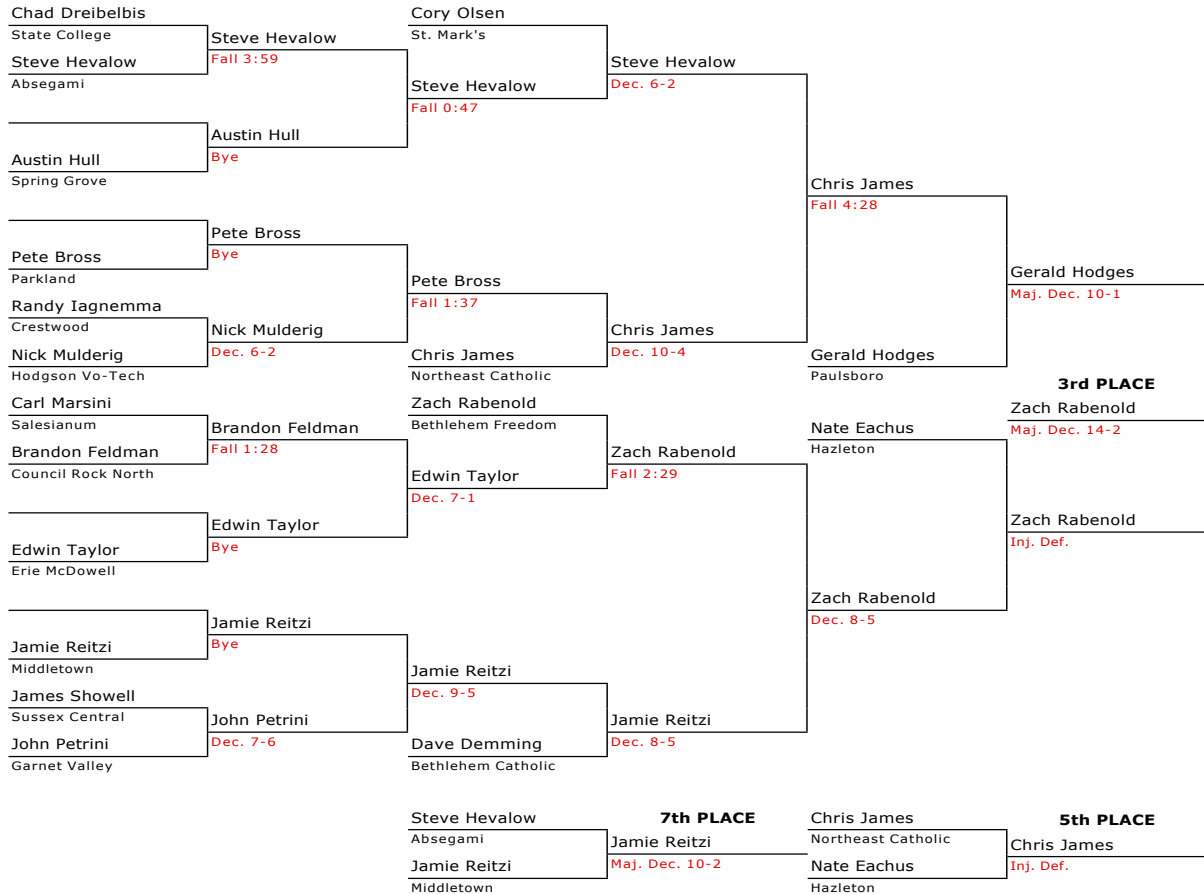 Chad Dreibelbis
State College
Steve Hevalow
Absegami
Austin Hull
Spring Grove
Pete Bross
Parkland
Randy Iagnemma
Crestwood
Nick Mulderig
Hodgson Vo-Tech
Carl Marsini
Salesianum
Brandon Feldman
Council Rock North
Edwin Taylor
Erie McDowell
Jamie Reitzi
Middletown
James Showell
Sussex Central
John Petrini
Garnet Valley
Steve Hevalow
Fall 3:59
Austin Hull
Bye
Pete Bross
Bye
Nick Mulderig
Dec. 6-2
Brandon Feldman
Fall 1:28
Edwin Taylor
Bye
Jamie Reitzi
Bye
John Petrini
Dec. 7-6
Cory Olsen
St. Mark's
Steve Hevalow
Fall 0:47
Pete Bross
Fall 1:37
Chris James
Northeast Catholic
Zach Rabenold
Bethlehem Freedom
Edwin Taylor
Dec. 7-1
Jamie Reitzi
Dec. 9-5
Dave Demming
Bethlehem Catholic
Steve Hevalow
Dec. 6-2
Chris James
Dec. 10-4
Zach Rabenold
Fall 2:29
Jamie Reitzi
Dec. 8-5
Chris James
Fall 4:28
Gerald Hodges
Paulsboro
Nate Eachus
Hazleton
Zach Rabenold
Dec. 8-5
Gerald Hodges
Maj. Dec. 10-1
3rd PLACE
Zach Rabenold
Maj. Dec. 14-2
Zach Rabenold
Inj. Def.
Steve Hevalow
Absegami
Jamie Reitzi
Middletown
7th PLACE
Jamie Reitzi
Maj. Dec. 10-2
Chris James
Northeast Catholic
Nate Eachus
Hazleton
5th PLACE
Chris James
Inj. Def.